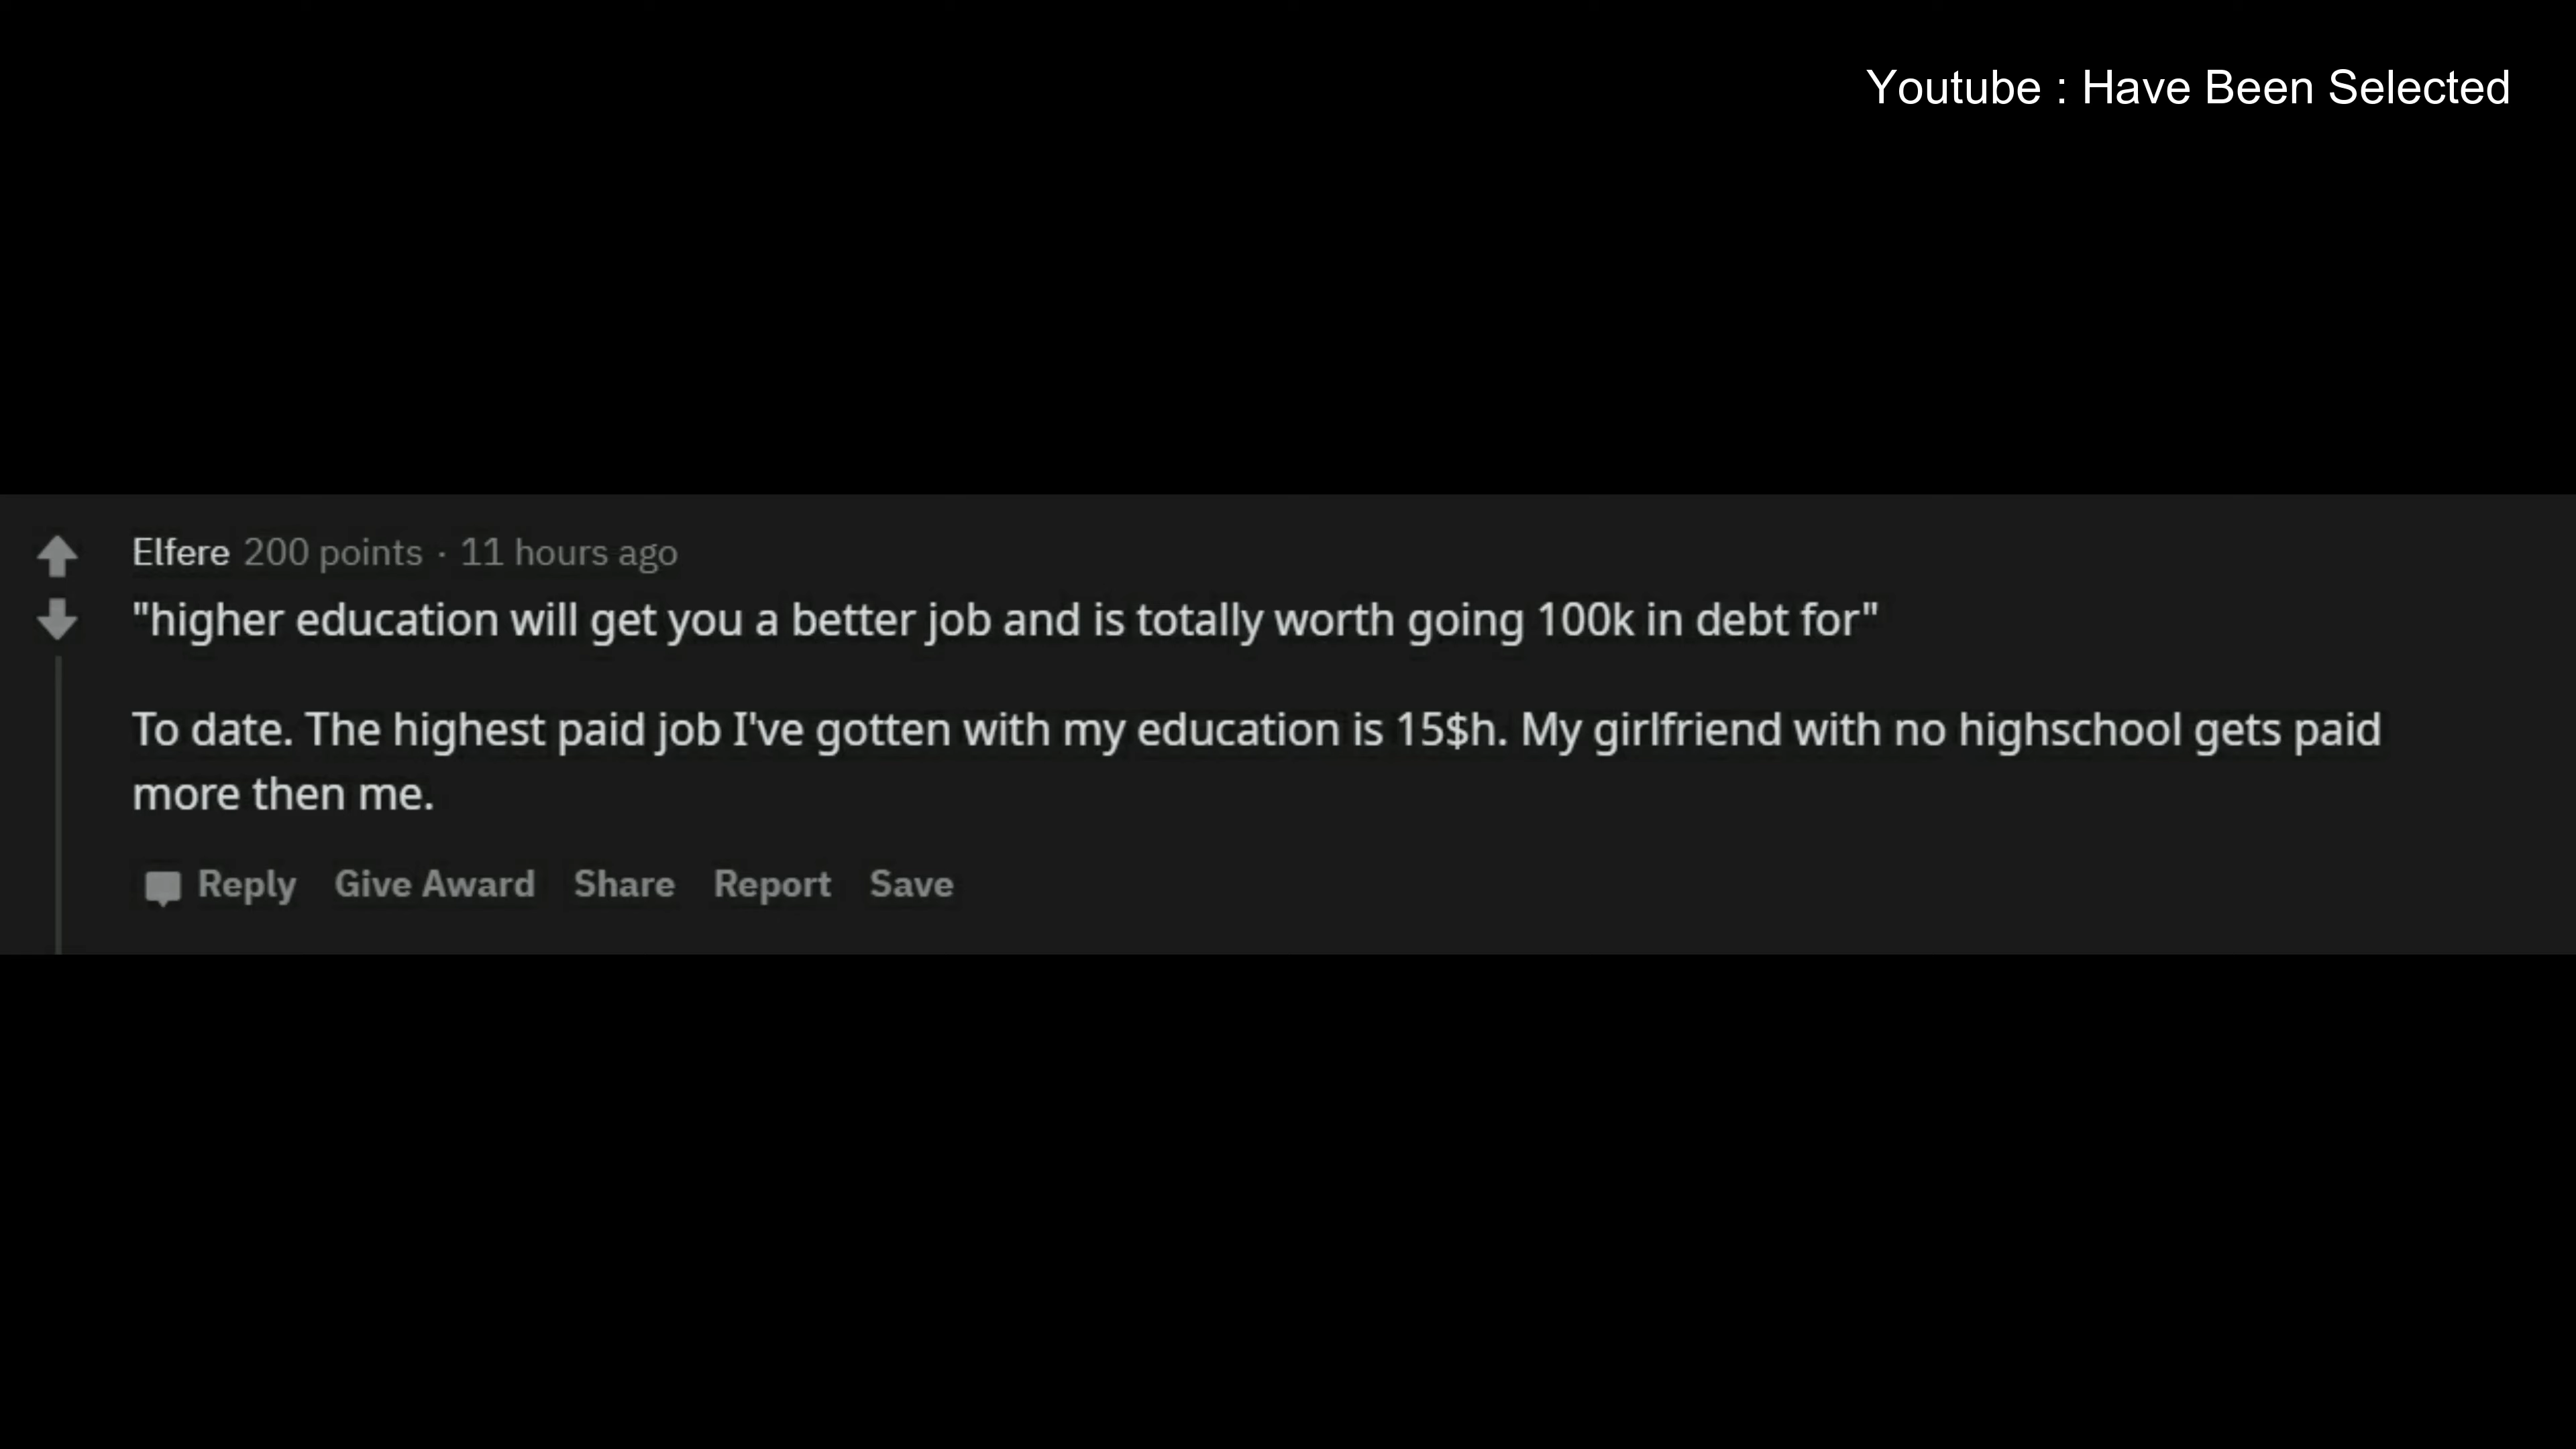 Youtube : Have Been Selected
Elfere 200 points · 11 hours ago
"higher education will get you a better job and is totally worth going 100k in debt for"
To date. The highest paid job I've gotten with my education is 15$h. My girlfriend with no highschool gets paid
more then me.
Reply Give Award Share Report Save